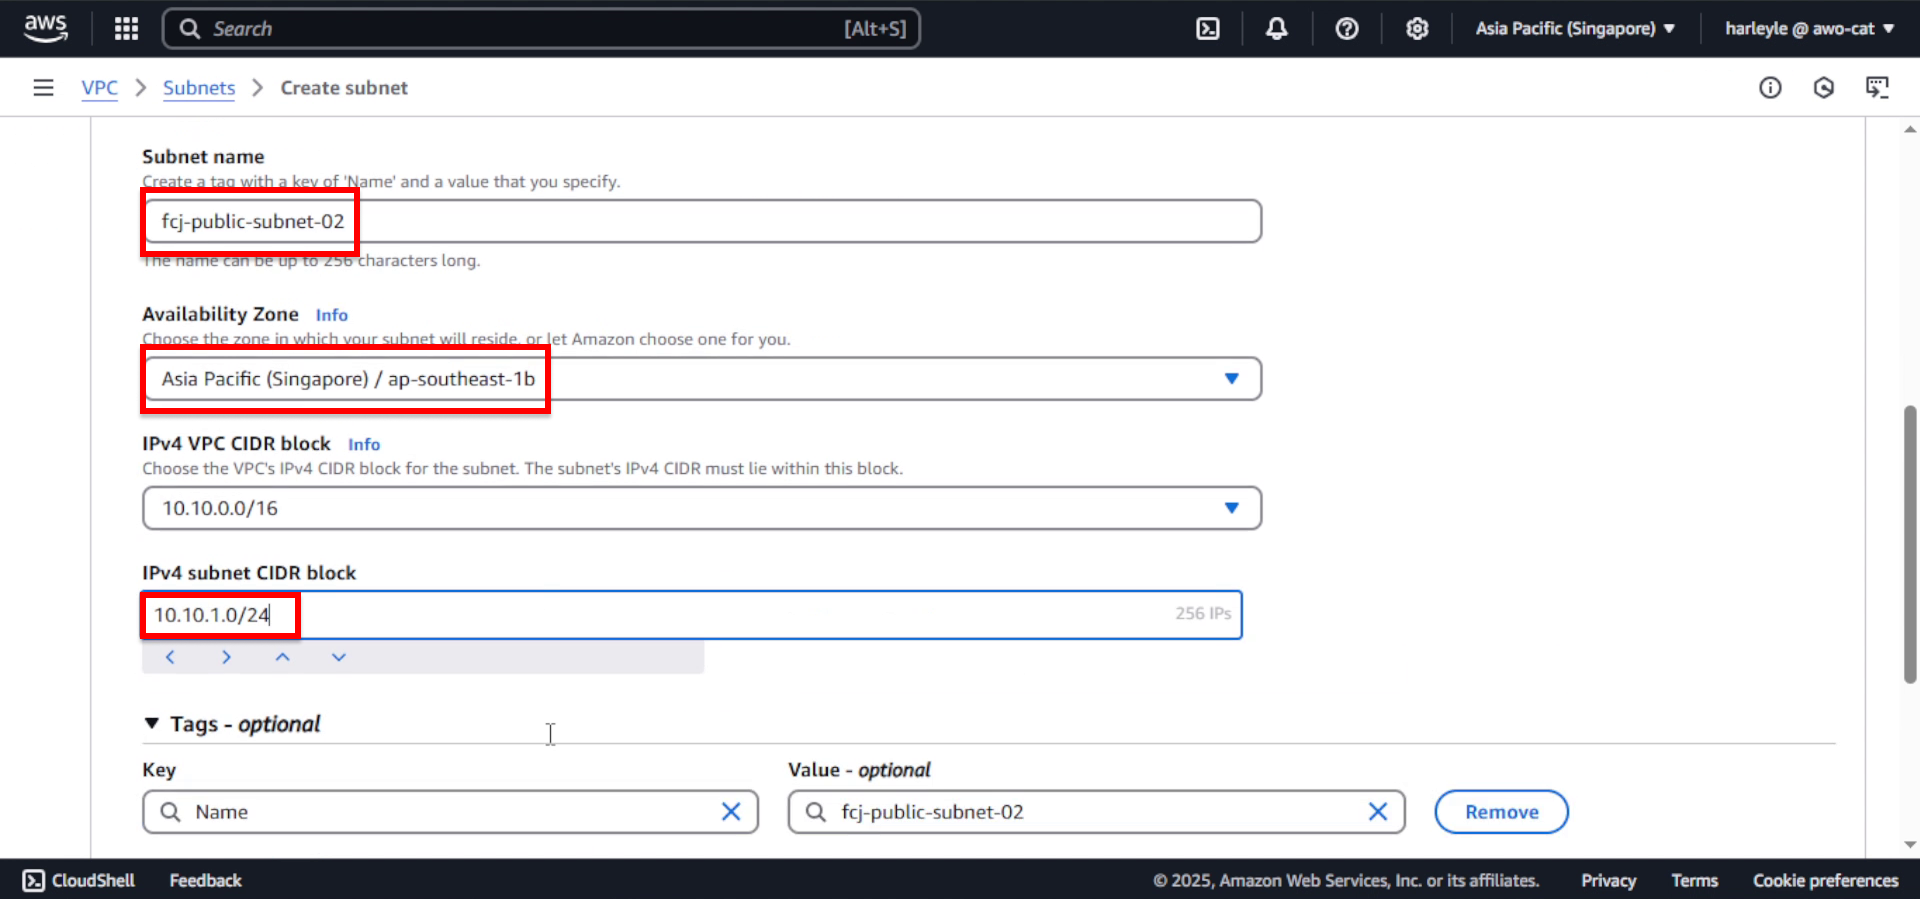 aws
Search [Alt+S]
Asia Pacific (Singapore) harleyle @ awo-cat
VPC Subnets Create subnet
Subnet name
Create a tag with a key of 'Name' and a value that you specify.
fcj-public-subnet-02
The name can be up to 256 characters long.
Availability Zone Info
Choose the zone in which your subnet will reside, or let Amazon choose one for you.
Asia Pacific (Singapore) / ap-southeast-1b
IPv4 VPC CIDR block Info
Choose the VPC's IPv4 CIDR block for the subnet. The subnet's IPv4 CIDR must lie within this block.
10.10.0.0/16
IPv4 subnet CIDR block
10.10.1.0/24 256 IPs
Tags - optional
Key Value - optional
Name fcj-public-subnet-02 Remove
CloudShell Feedback © 2025, Amazon Web Services, Inc. or its affiliates. Privacy Terms Cookie preferences